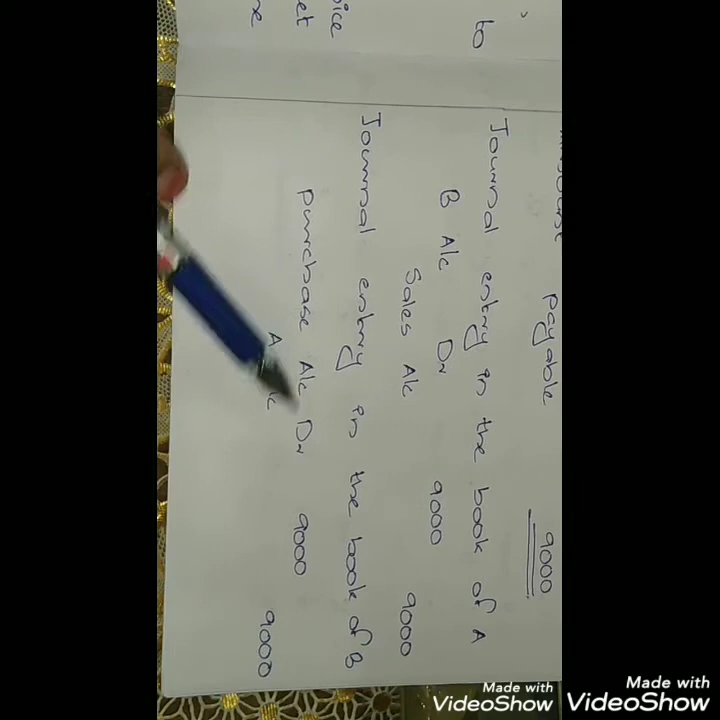 to
payable 9000
Journal entry in the book of A
B A/c Dr 9000
Sales A/c 9000
Journal entry in the book of B
purchase A/c Dr 9000
A 9000
Made with
VideoShow
Made with
VideoShow